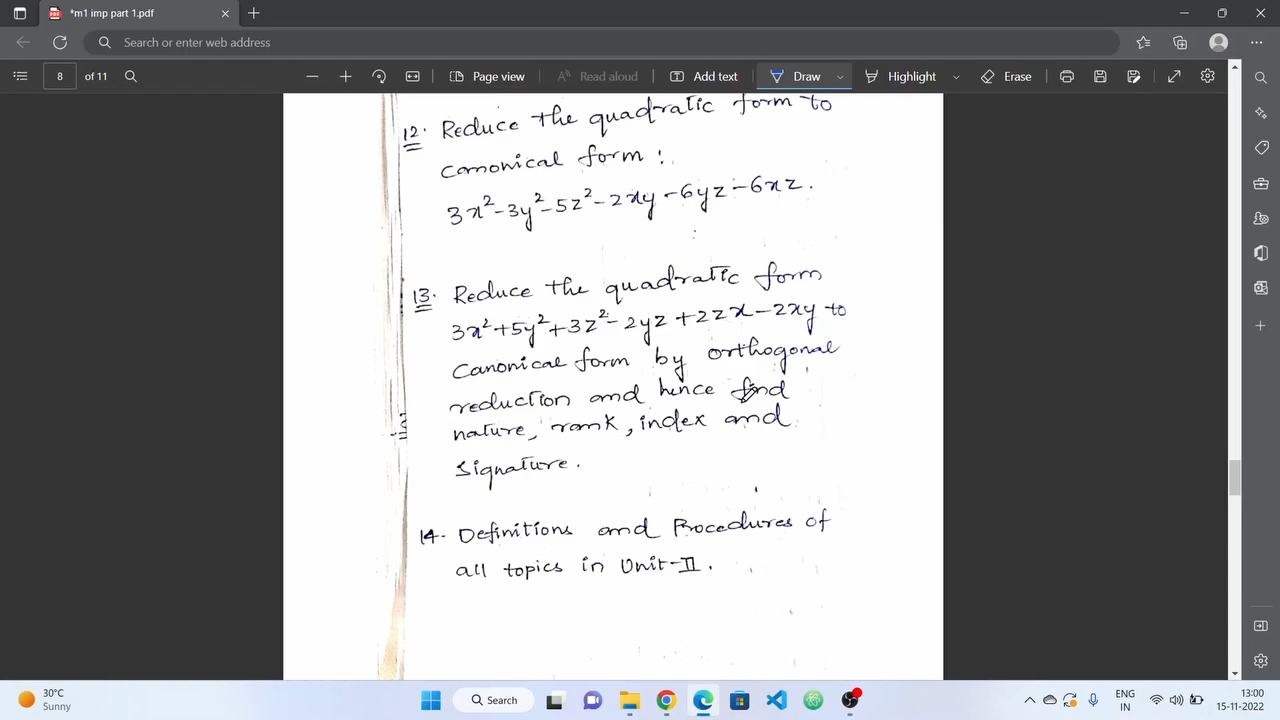 *m1 imp part 1.pdf
Search or enter web address
8 of 11
Page view
Read aloud
Add text
Draw
Highlight
Erase
12. Reduce the quadratic form to
canonical form :
3x²-3y²-5z²-2xy-6yz-6xz.
13. Reduce the quadratic form
3x²+5y²+3z²-2yz+2zx-2xy to
canonical form by orthogonal
reduction and hence find
nature, rank, index and
signature.
14. Definitions and Procedures of
all topics in Unit-II.
30°C
Sunny
Search
ENG
IN
13:00
15-11-2022